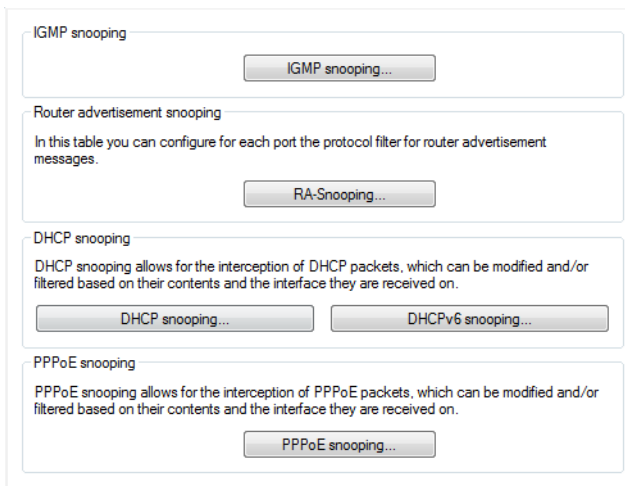 IGMP snooping
IGMP snooping...
Router advertisement snooping
In this table you can configure for each port the protocol filter for router advertisement
messages.
RA-Snooping...
DHCP snooping
DHCP snooping allows for the interception of DHCP packets, which can be modified and/or
filtered based on their contents and the interface they are received on.
DHCP snooping... DHCPv6 snooping...
PPPoE snooping
PPPoE snooping allows for the interception of PPPoE packets, which can be modified and/or
filtered based on their contents and the interface they are received on.
PPPoE snooping...